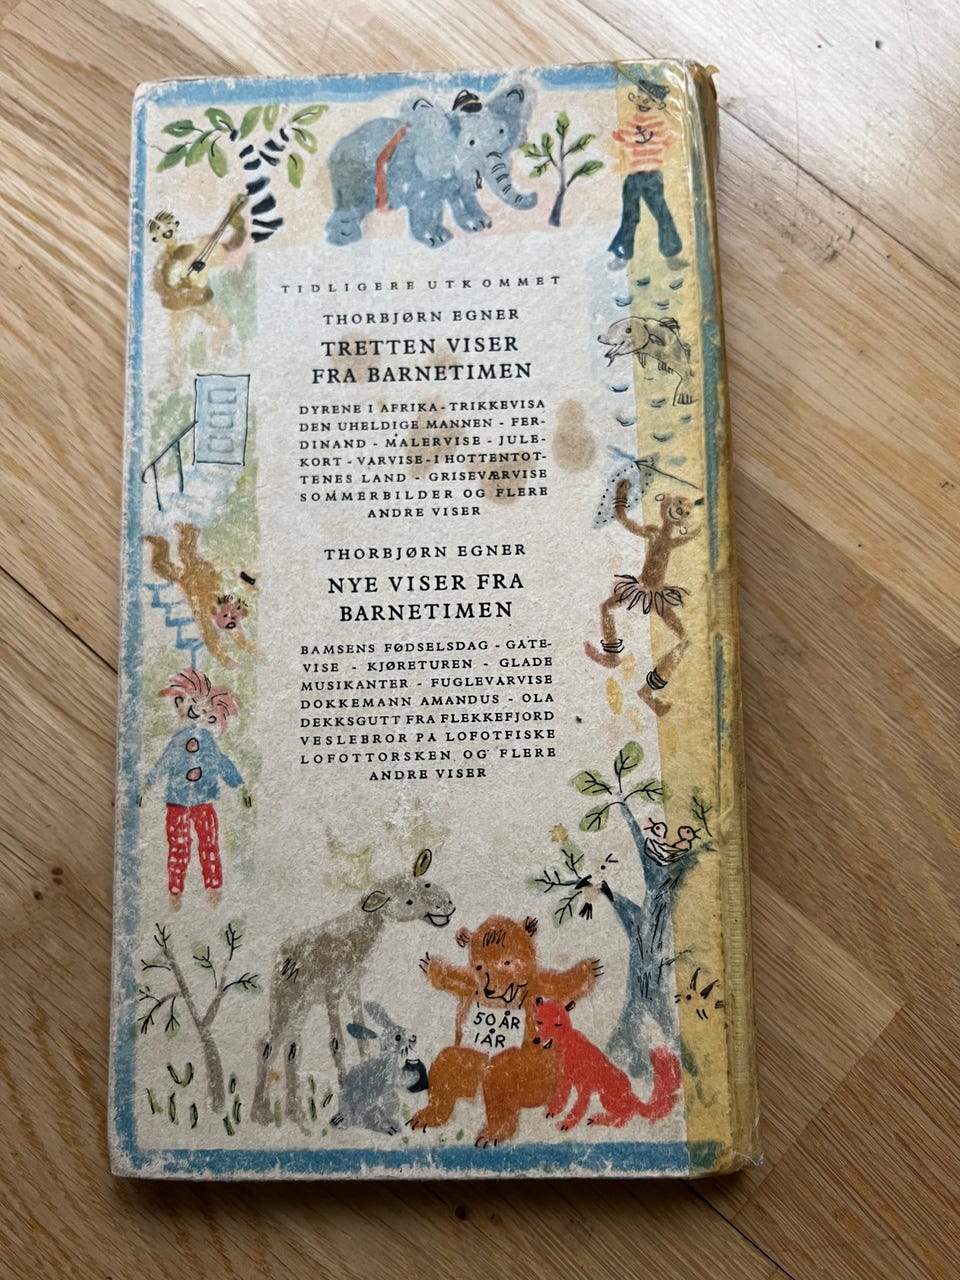 TIDLIGERE UTKOMMET
THORBJØRN EGNER
TRETTEN VISER
FRA BARNETIMEN
DYRENE I AFRIKA - TRIKKEVISA
DEN UHELDIGE MANNEN - FER-
DINAND - MALERVISE - JULE-
KORT - VARVISE - I HOTTENTOT-
TENES LAND - GRISEVÆRVISE
SOMMERBILDER OG FLERE
ANDRE VISER
THORBJØRN EGNER
NYE VISER FRA
BARNETIMEN
BAMSENS FØDSELSDAG - GATE-
VISE - KJØRETUREN - GLADE
MUSIKANTER - FUGLEVARVISE
DOKKEMANN AMANDUS - OLA
DEKKSGUTT FRA FLEKKEFJORD
VESLEBROR PA LOFOTFISKE
LOFOTTORSKEN OG FLERE
ANDRE VISER
50 ÅR
1 ÅR